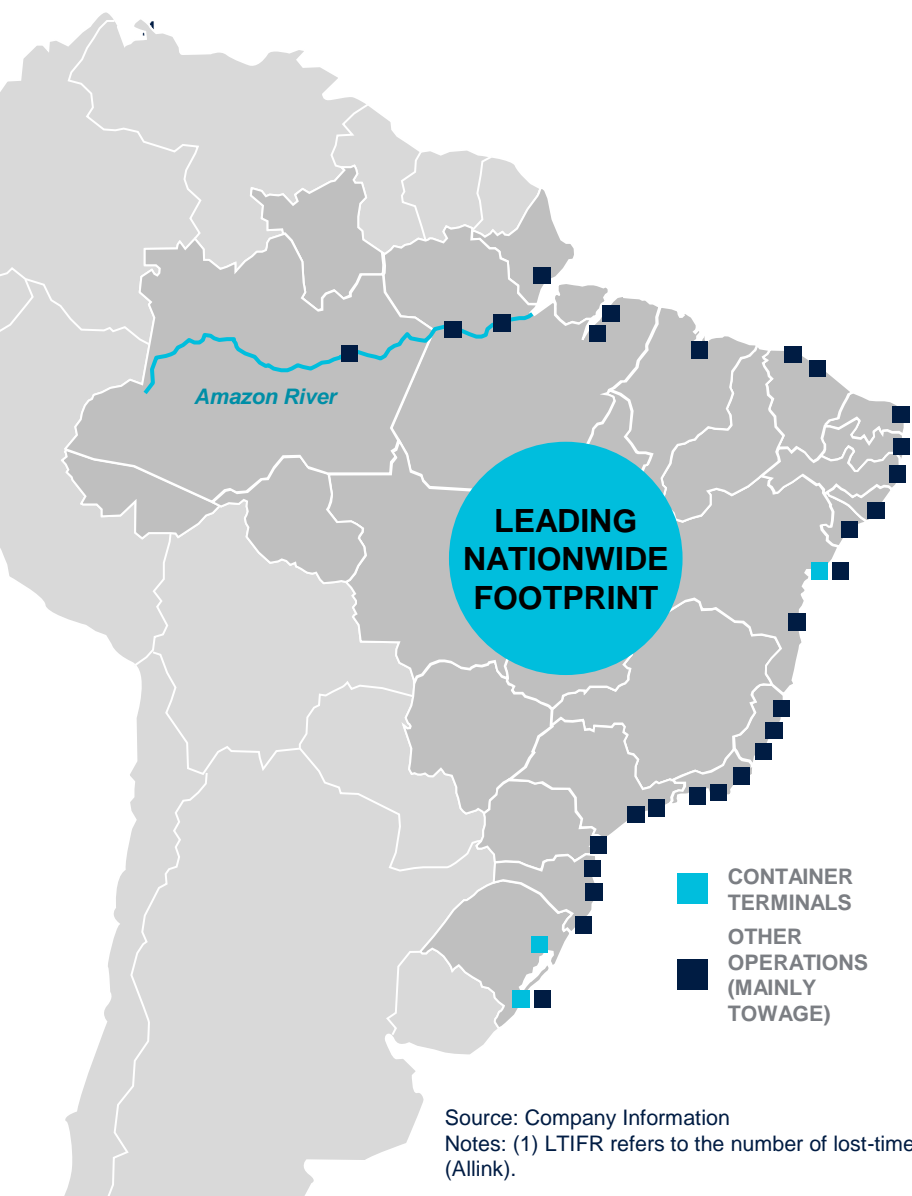 Amazon River
LEADING
NATIONWIDE
FOOTPRINT
CONTAINER
TERMINALS
OTHER
OPERATIONS
(MAINLY
TOWAGE)
Source: Company Information
Notes: (1) LTIFR refers to the number of lost-time
(Allink).